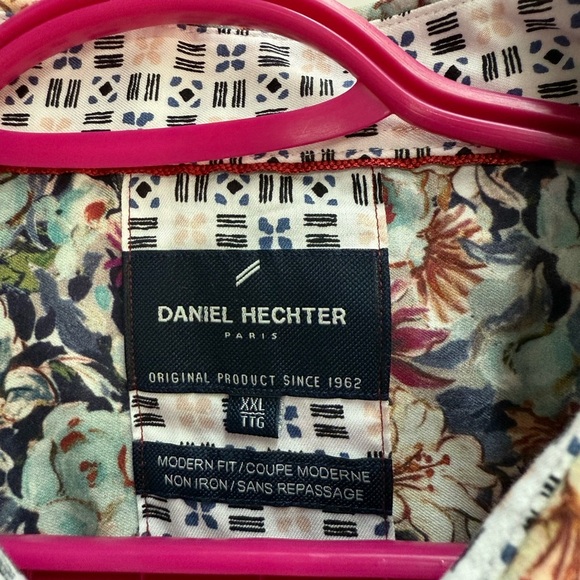 DANIEL HECHTER
PARIS
ORIGINAL PRODUCT SINCE 1962
XXL
TTG
MODERN FIT / COUPE MODERNE
NON IRON / SANS REPASSAGE